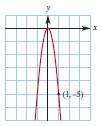 y
x
(1, –5)